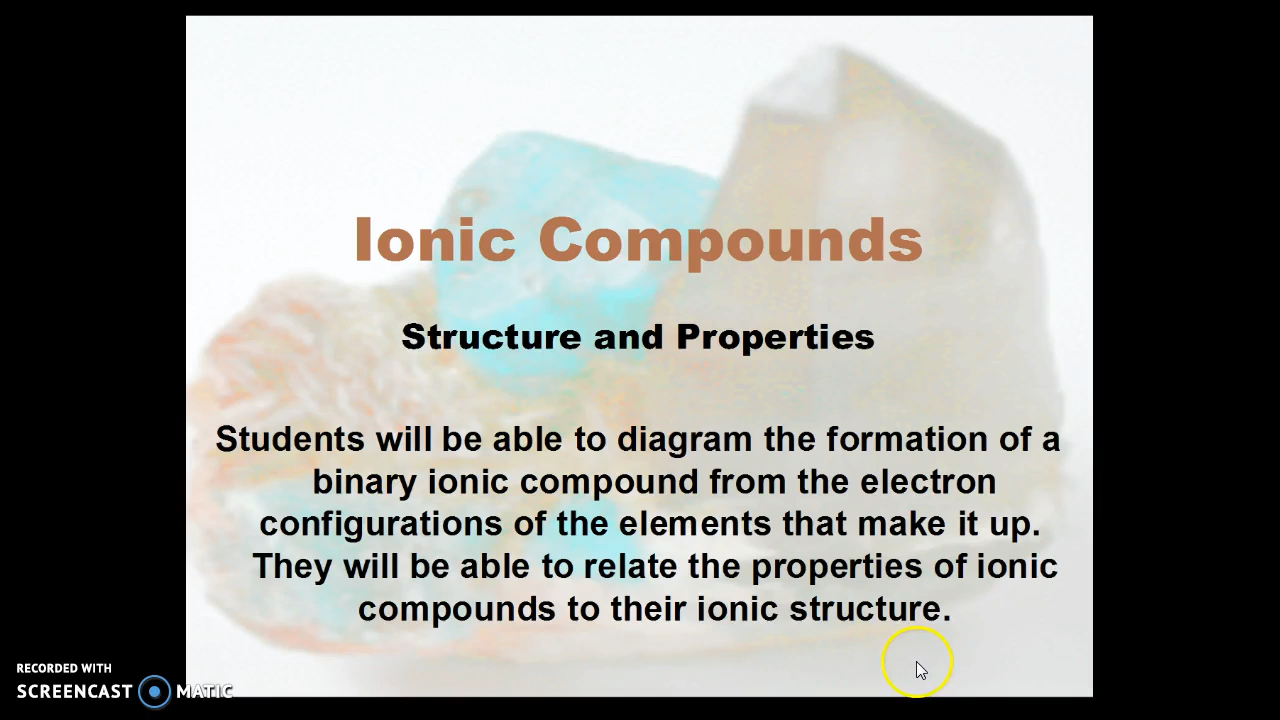 Ionic Compounds
Structure and Properties
Students will be able to diagram the formation of a
binary ionic compound from the electron
configurations of the elements that make it up.
They will be able to relate the properties of ionic
compounds to their ionic structure.
RECORDED WITH
SCREENCAST MATIC